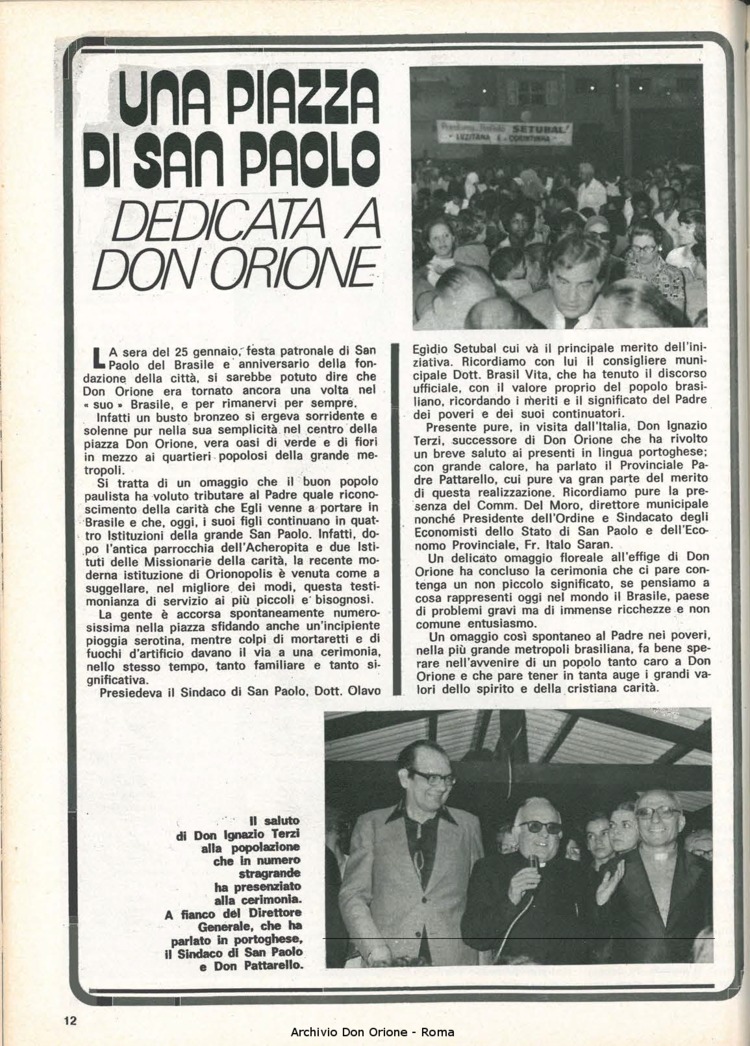 UNA PIAZZA
DI SAN PAOLO
DEDICATA A
DON ORIONE
SETUBAL!
LUZITANA E CORINTINHA
LA sera del 25 gennaio, festa patronale di San
Paolo del Brasile e anniversario della fon-
dazione della città, si sarebbe potuto dire che
Don Orione era tornato ancora una volta nel
« suo » Brasile, e per rimanervi per sempre.
Infatti un busto bronzeo si ergeva sorridente e
solenne pur nella sua semplicità nel centro della
piazza Don Orione, vera oasi di verde e di fiori
in mezzo ai quartieri popolosi della grande me-
tropoli.
Si tratta di un omaggio che il buon popolo
paulista ha voluto tributare al Padre quale ricono-
scimento della carità che Egli venne a portare in
Brasile e che, oggi, i suoi figli continuano in quat-
tro Istituzioni della grande San Paolo. Infatti, do-
po l'antica parrocchia dell'Acheropita e due Isti-
tuti delle Missionarie della carità, la recente mo-
derna istituzione di Orionopolis è venuta come a
suggellare, nel migliore dei modi, questa testi-
monianza di servizio ai più piccoli e bisognosi.
La gente è accorsa spontaneamente numero-
sissima nella piazza sfidando anche un'incipiente
pioggia serotina, mentre colpi di mortaretti e di
fuochi d'artificio davano il via a una cerimonia,
nello stesso tempo, tanto familiare e tanto si-
gnificativa.
Presiedeva il Sindaco di San Paolo, Dott. Olavo
Egidio Setubal cui và il principale merito dell'ini-
ziativa. Ricordiamo con lui il consigliere muni-
cipale Dott. Brasil Vita, che ha tenuto il discorso
ufficiale, con il valore proprio del popolo brasi-
liano, ricordando i meriti e il significato del Padre
dei poveri e dei suoi continuatori.
Presente pure, in visita dall'Italia, Don Ignazio
Terzi, successore di Don Orione che ha rivolto
un breve saluto ai presenti in lingua portoghese;
con grande calore, ha parlato il Provinciale Pa-
dre Pattarello, cui pure va gran parte del merito
di questa realizzazione. Ricordiamo pure la pre-
senza del Comm. Del Moro, direttore municipale
nonché Presidente dell'Ordine e Sindacato degli
Economisti dello Stato di San Paolo e dell'Eco-
nomo Provinciale, Fr. Italo Saran.
Un delicato omaggio floreale all'effige di Don
Orione ha concluso la cerimonia che ci pare con-
tenga un non piccolo significato, se pensiamo a
cosa rappresenti oggi nel mondo il Brasile, paese
di problemi gravi ma di immense ricchezze e non
comune entusiasmo.
Un omaggio così spontaneo al Padre nei poveri,
nella più grande metropoli brasiliana, fa bene spe-
rare nell'avvenire di un popolo tanto caro a Don
Orione e che pare tener in tanta auge i grandi va-
lori dello spirito e della cristiana carità.
Il saluto
di Don Ignazio Terzi
alla popolazione
che in numero
stragrande
ha presenziato
alla cerimonia.
A fianco del Direttore
Generale, che ha
parlato in portoghese,
il Sindaco di San Paolo
e Don Pattarello.
12
Archivio Don Orione - Roma